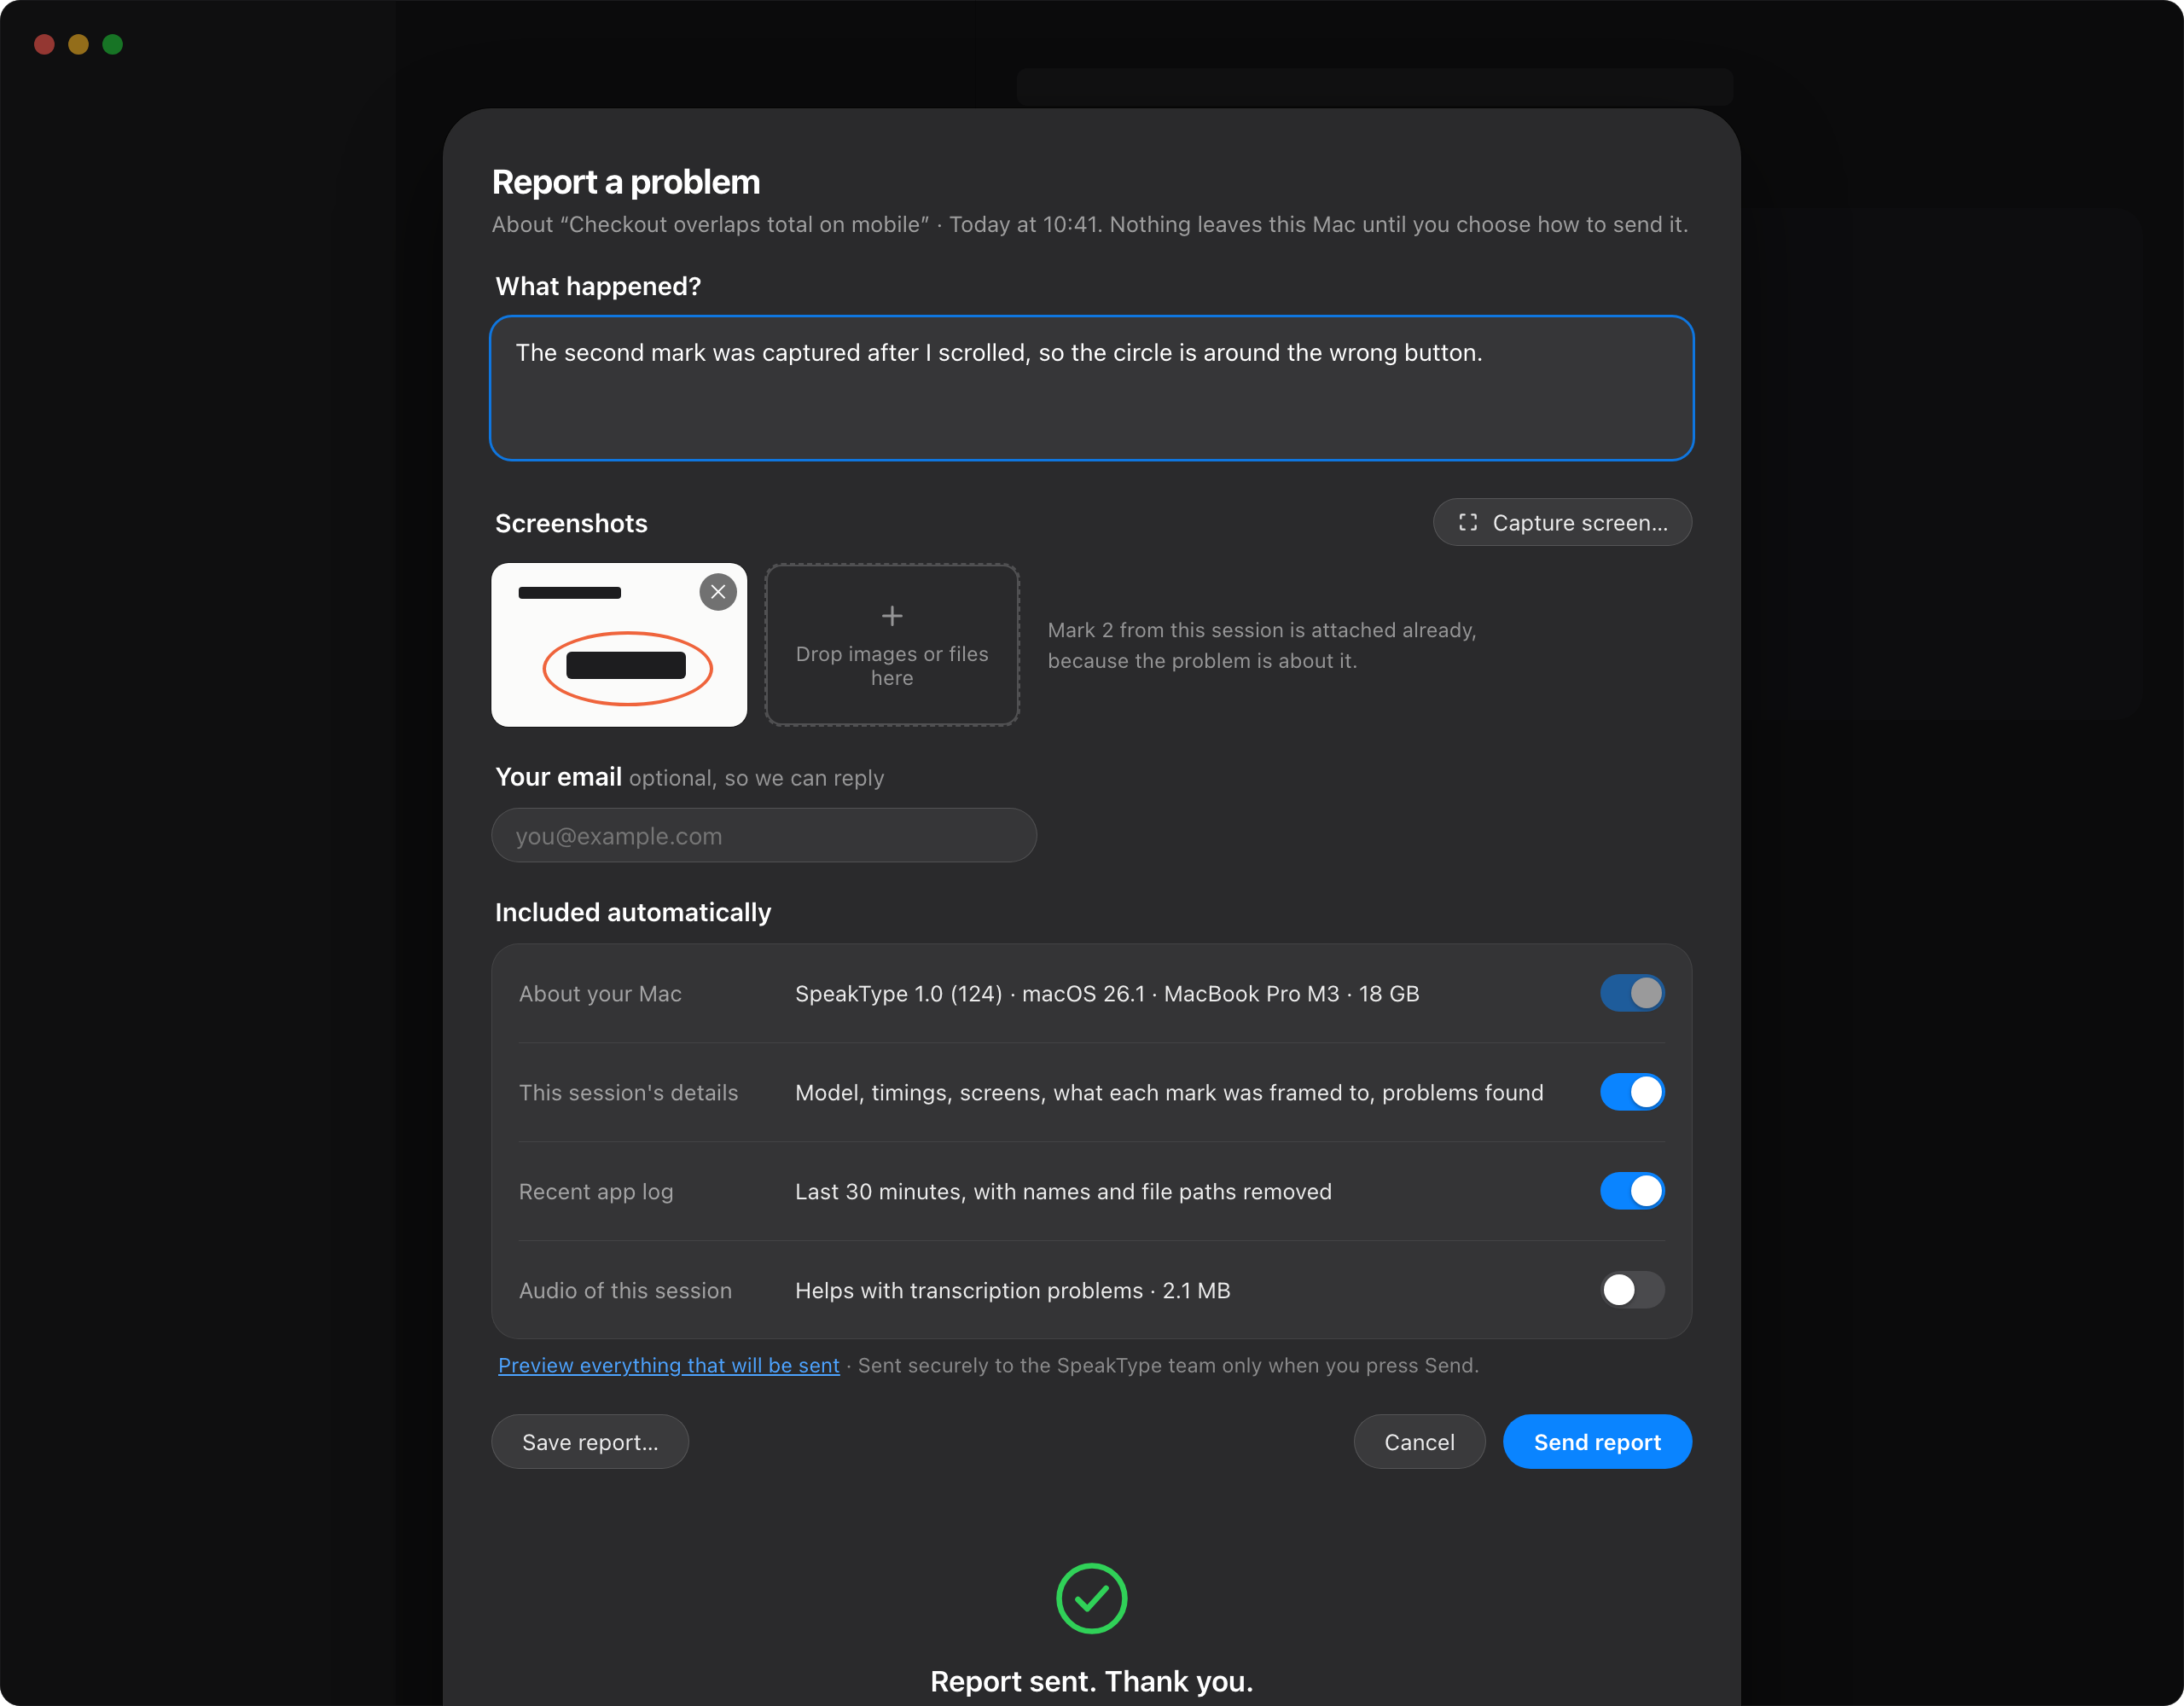 Report a problem
About “Checkout overlaps total on mobile” · Today at 10:41. Nothing leaves this Mac until you choose how to send it.
What happened?
The second mark was captured after I scrolled, so the circle is around the wrong button.
Screenshots
Capture screen...
Drop images or files
here
Mark 2 from this session is attached already,
because the problem is about it.
Your email optional, so we can reply
you@example.com
Included automatically
About your Mac SpeakType 1.0 (124) · macOS 26.1 · MacBook Pro M3 · 18 GB
This session's details Model, timings, screens, what each mark was framed to, problems found
Recent app log Last 30 minutes, with names and file paths removed
Audio of this session Helps with transcription problems · 2.1 MB
Preview everything that will be sent · Sent securely to the SpeakType team only when you press Send.
Save report...
Cancel
Send report
Report sent. Thank you.